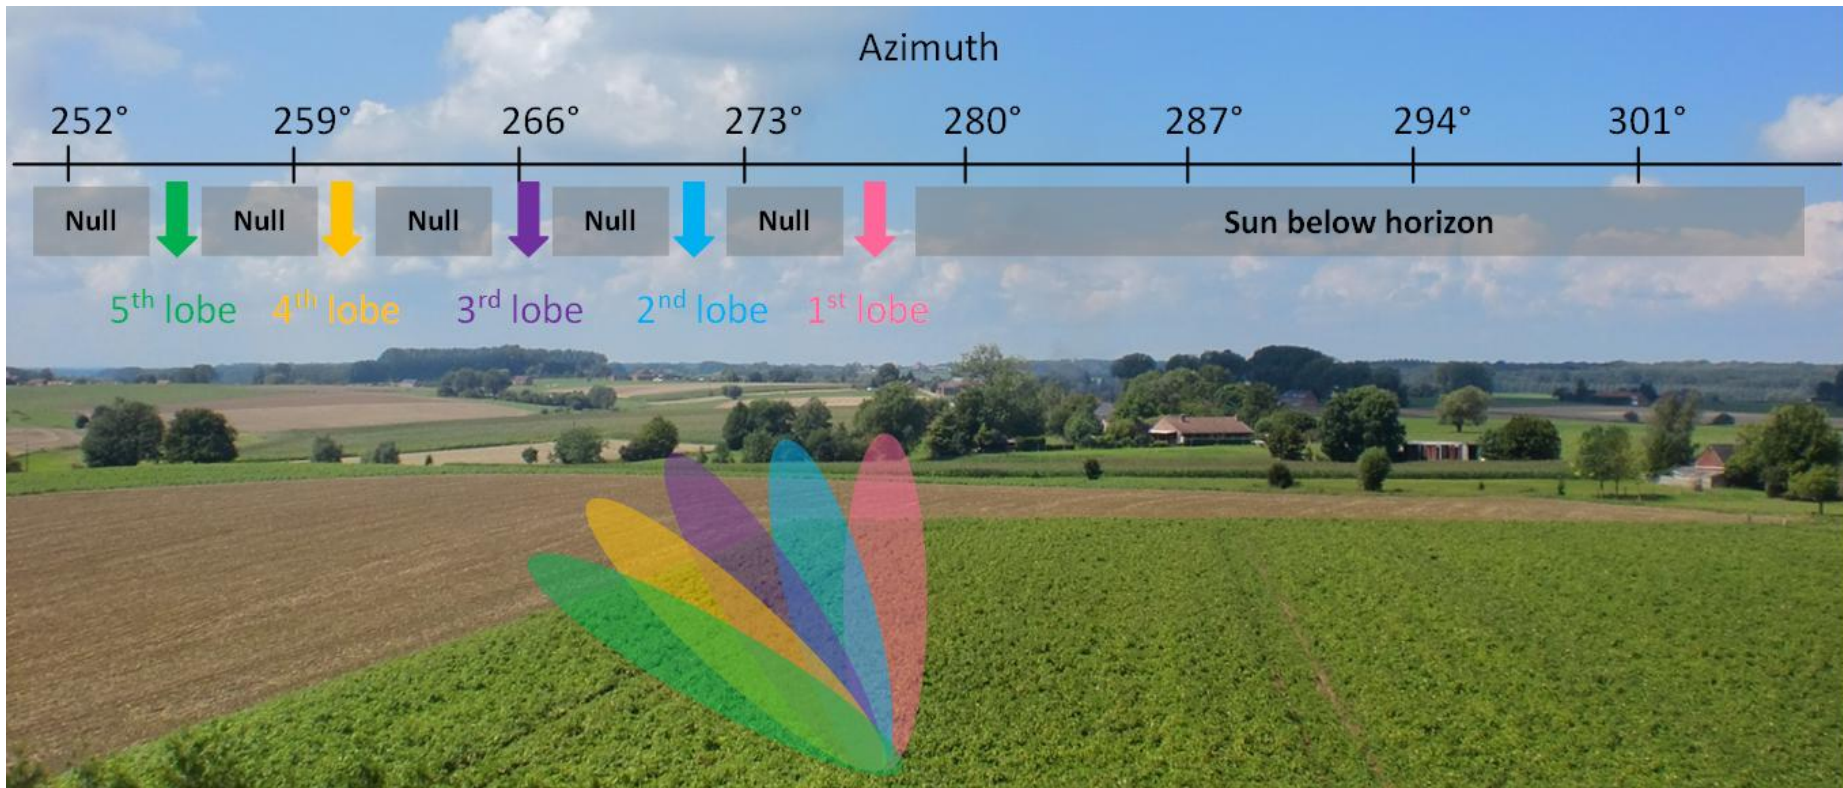 Azimuth
252° 259° 266° 273° 280° 287° 294° 301°
Null Null Null Null Null Sun below horizon
5th lobe 4th lobe 3rd lobe 2nd lobe 1st lobe